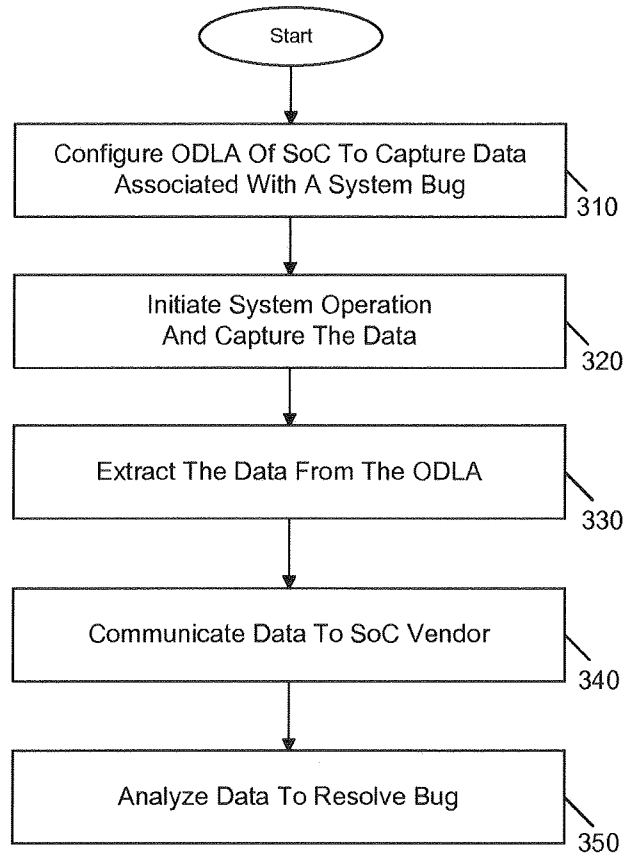 Start
Configure ODLA Of SoC To Capture Data
Associated With A System Bug
310
Initiate System Operation
And Capture The Data
320
Extract The Data From The ODLA
330
Communicate Data To SoC Vendor
340
Analyze Data To Resolve Bug
350